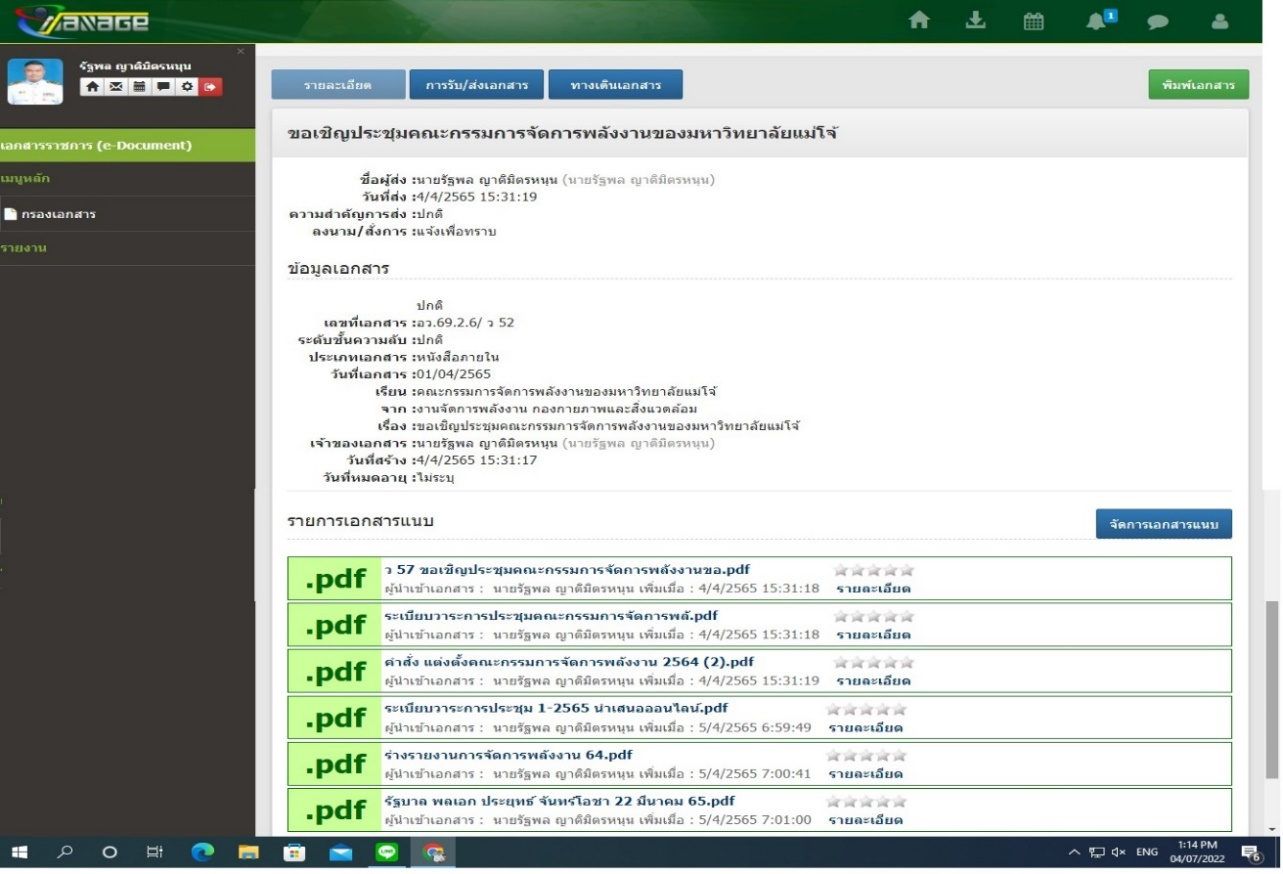 Manage
1
รัฐพล ญาติมิตรหนุน
×
รายละเอียด
การรับ/ส่งเอกสาร
ทางเดินเอกสาร
พิมพ์เอกสาร
เอกสารราชการ (e-Document)
เมนูหลัก
กรองเอกสาร
รายงาน
ขอเชิญประชุมคณะกรรมการจัดการพลังงานของมหาวิทยาลัยแม่โจ้
ชื่อผู้ส่ง :นายรัฐพล ญาติมิตรหนุน (นายรัฐพล ญาติมิตรหนุน)
วันที่ส่ง :4/4/2565 15:31:19
ความสำคัญการส่ง :ปกติ
ลงนาม/สั่งการ :แจ้งเพื่อทราบ
ข้อมูลเอกสาร
ปกติ
เลขที่เอกสาร :อว.69.2.6/ ว 52
ระดับชั้นความลับ :ปกติ
ประเภทเอกสาร :หนังสือภายใน
วันที่เอกสาร :01/04/2565
เรียน :คณะกรรมการจัดการพลังงานของมหาวิทยาลัยแม่โจ้
จาก :งานจัดการพลังงาน กองกายภาพและสิ่งแวดล้อม
เรื่อง :ขอเชิญประชุมคณะกรรมการจัดการพลังงานของมหาวิทยาลัยแม่โจ้
เจ้าของเอกสาร :นายรัฐพล ญาติมิตรหนุน (นายรัฐพล ญาติมิตรหนุน)
วันที่สร้าง :4/4/2565 15:31:17
วันที่หมดอายุ :ไม่ระบุ
รายการเอกสารแนบ
จัดการเอกสารแนบ
.pdf
ว 57 ขอเชิญประชุมคณะกรรมการจัดการพลังงานขอ.pdf
ผู้นำเข้าเอกสาร : นายรัฐพล ญาติมิตรหนุน เพิ่มเมื่อ : 4/4/2565 15:31:18 รายละเอียด
.pdf
ระเบียบวาระการประชุมคณะกรรมการจัดการพลั.pdf
ผู้นำเข้าเอกสาร : นายรัฐพล ญาติมิตรหนุน เพิ่มเมื่อ : 4/4/2565 15:31:18 รายละเอียด
.pdf
คำสั่ง แต่งตั้งคณะกรรมการจัดการพลังงาน 2564 (2).pdf
ผู้นำเข้าเอกสาร : นายรัฐพล ญาติมิตรหนุน เพิ่มเมื่อ : 4/4/2565 15:31:19 รายละเอียด
.pdf
ระเบียบวาระการประชุม 1-2565 นำเสนอออนไลน์.pdf
ผู้นำเข้าเอกสาร : นายรัฐพล ญาติมิตรหนุน เพิ่มเมื่อ : 5/4/2565 6:59:49 รายละเอียด
.pdf
ร่างรายงานการจัดการพลังงาน 64.pdf
ผู้นำเข้าเอกสาร : นายรัฐพล ญาติมิตรหนุน เพิ่มเมื่อ : 5/4/2565 7:00:41 รายละเอียด
.pdf
รัฐบาล พลเอก ประยุทธ์ จันทร์โอชา 22 มีนาคม 65.pdf
ผู้นำเข้าเอกสาร : นายรัฐพล ญาติมิตรหนุน เพิ่มเมื่อ : 5/4/2565 7:01:00 รายละเอียด
ENG
1:14 PM
04/07/2022
6